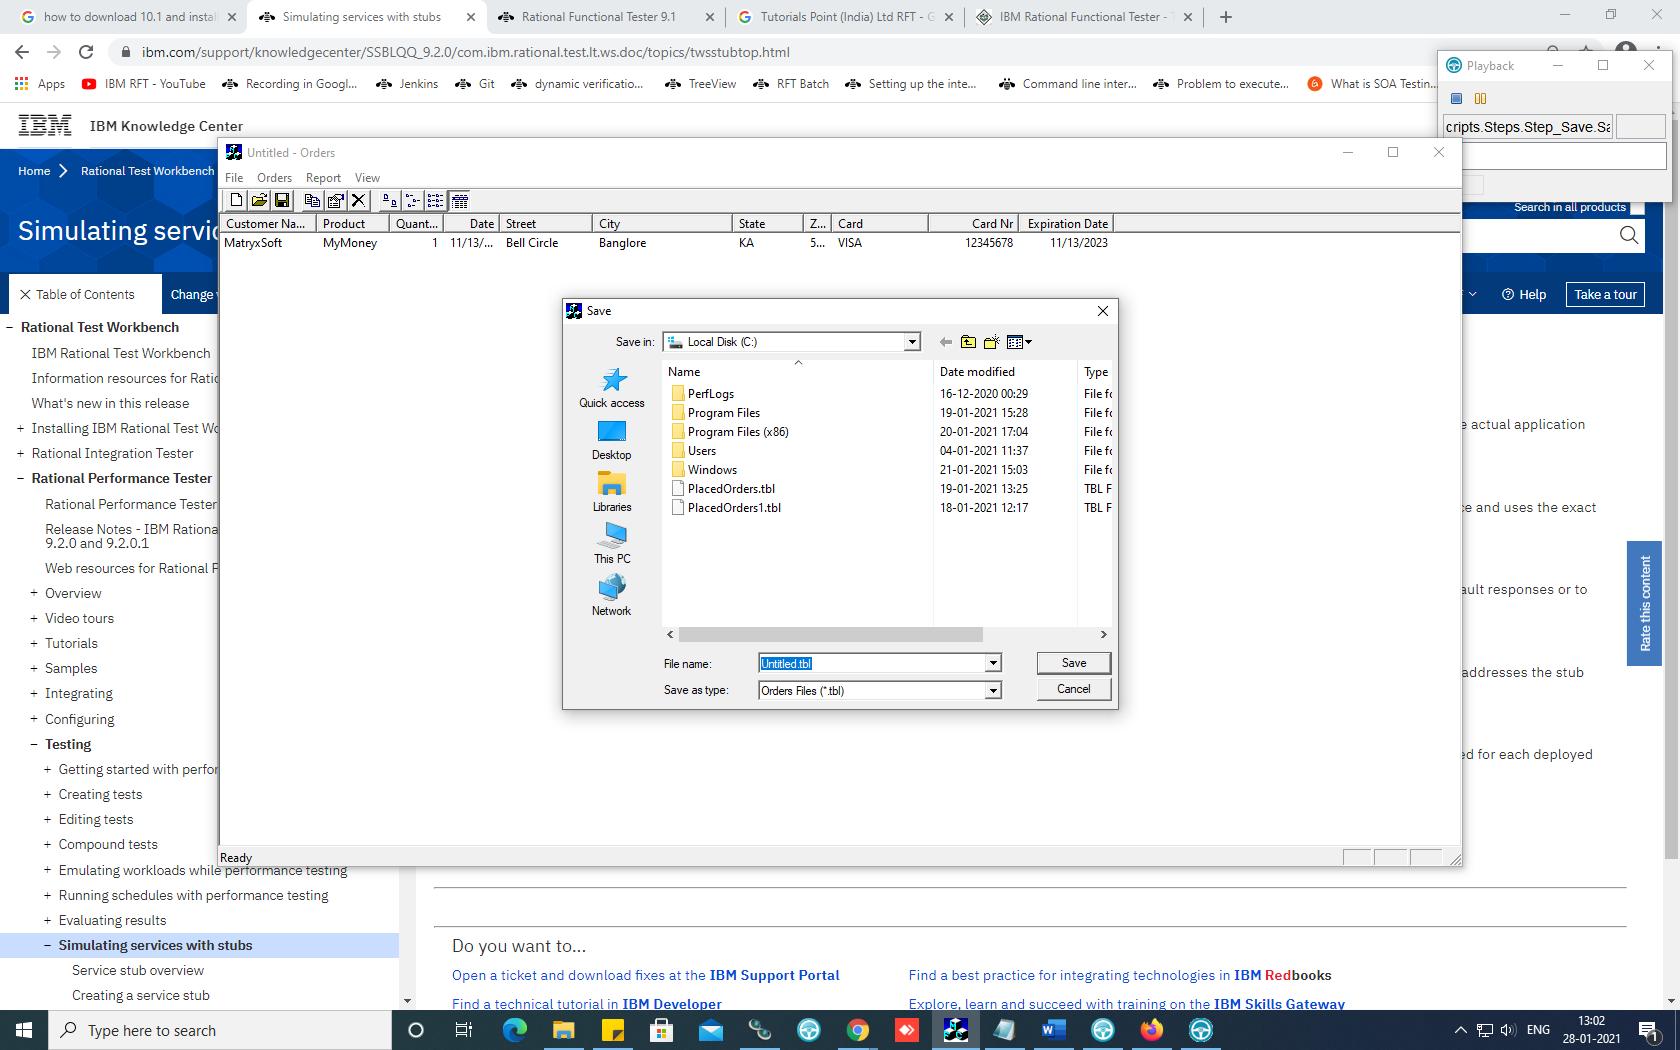 how to download 10.1 and install
Simulating services with stubs
Rational Functional Tester 9.1
Tutorials Point (India) Ltd RFT - G
IBM Rational Functional Tester - T
ibm.com/support/knowledgecenter/SSBLQQ_9.2.0/com.ibm.rational.test.lt.ws.doc/topics/twsstubtop.html
Apps
IBM RFT - YouTube
Recording in Googl...
Jenkins
Git
dynamic verificatio...
TreeView
RFT Batch
Setting up the inte...
Command line inter...
Problem to execute...
What is SOA Testin...
Playback
cripts.Steps.Step_Save.Sa
IBM
IBM Knowledge Center
Home
Rational Test Workbench
Simulating servic
Search in all products
Table of Contents
Change
Help
Take a tour
Untitled - Orders
File Orders Report View
Customer Na... Product Quant... Date Street City State Z... Card Card Nr Expiration Date
MatryxSoft MyMoney 1 11/13/... Bell Circle Banglore KA 5... VISA 12345678 11/13/2023
Save
Save in: Local Disk (C:)
Name Date modified Type
PerfLogs 16-12-2020 00:29 File fo
Program Files 19-01-2021 15:28 File fo
Program Files (x86) 20-01-2021 17:04 File fo
Users 04-01-2021 11:37 File fo
Windows 21-01-2021 15:03 File fo
PlacedOrders.tbl 19-01-2021 13:25 TBL F
PlacedOrders1.tbl 18-01-2021 12:17 TBL F
Quick access
Desktop
Libraries
This PC
Network
File name: Untitled.tbl Save
Save as type: Orders Files (*.tbl) Cancel
Ready
Rational Test Workbench
IBM Rational Test Workbench
Information resources for Ratio
What's new in this release
Installing IBM Rational Test Wo
Rational Integration Tester
Rational Performance Tester
Rational Performance Tester
Release Notes - IBM Rationa
9.2.0 and 9.2.0.1
Web resources for Rational P
Overview
Video tours
Tutorials
Samples
Integrating
Configuring
Testing
Getting started with perfor
Creating tests
Editing tests
Compound tests
Emulating workloads while performance testing
Running schedules with performance testing
Evaluating results
Simulating services with stubs
Service stub overview
Creating a service stub
e actual application
ce and uses the exact
ault responses or to
addresses the stub
ed for each deployed
Rate this content
Do you want to...
Open a ticket and download fixes at the IBM Support Portal
Find a best practice for integrating technologies in IBM Redbooks
Find a technical tutorial in IBM Developer
Explore, learn and succeed with training on the IBM Skills Gateway
Type here to search
ENG
13:02
28-01-2021
1